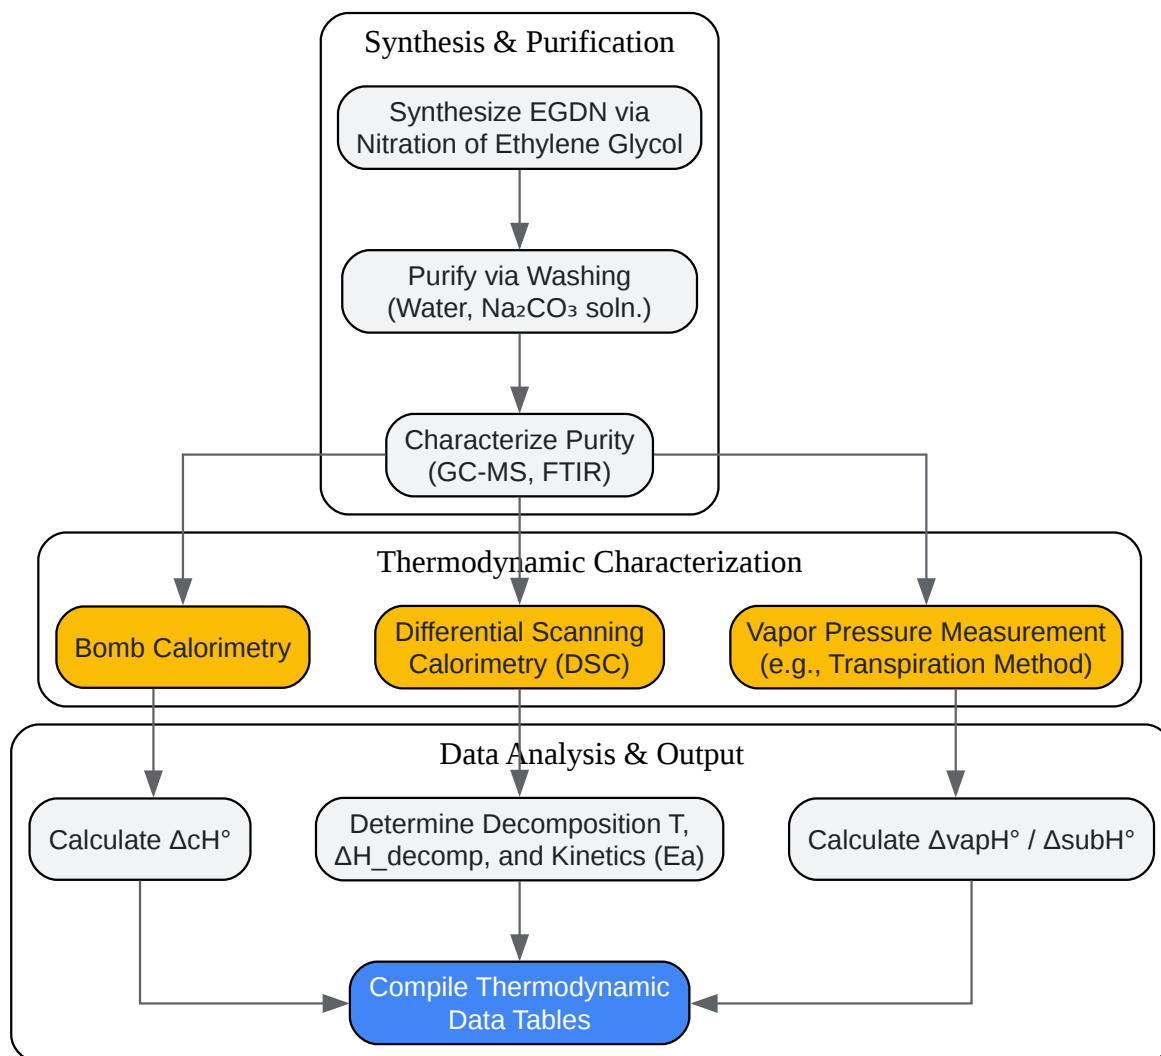 Synthesis & Purification
Synthesize EGDN via
Nitration of Ethylene Glycol
Purify via Washing
(Water, Na₂CO₃ soln.)
Characterize Purity
(GC-MS, FTIR)
Thermodynamic Characterization
Bomb Calorimetry
Differential Scanning
Calorimetry (DSC)
Vapor Pressure Measurement
(e.g., Transpiration Method)
Data Analysis & Output
Calculate ΔcH°
Determine Decomposition T,
ΔH_decomp, and Kinetics (Ea)
Calculate ΔvapH° / ΔsubH°
Compile Thermodynamic
Data Tables